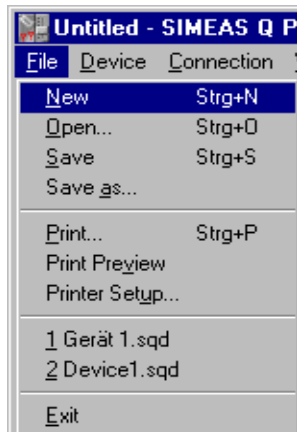 Untitled - SIMEAS Q P
File Device Connection
New Strg+N
Open... Strg+O
Save Strg+S
Save as...
Print... Strg+P
Print Preview
Printer Setup...
1 Gerät 1.sqd
2 Device1.sqd
Exit